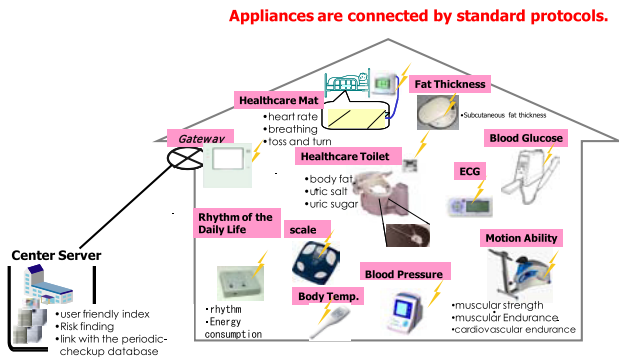 Appliances are connected by standard protocols.
Fat Thickness
Healthcare Mat
•heart rate
•breathing
•toss and turn
•Subcutaneous fat thickness
Blood Glucose
Gateway
Healthcare Toilet
•body fat
•uric salt
•uric sugar
ECG
Rhythm of the
Daily Life
scale
Motion Ability
Center Server
Blood Pressure
Body Temp.
•user friendly index
•Risk finding
•link with the periodic-
checkup database
•rhythm
•Energy
consumption
•muscular strength
•muscular Endurance.
•cardiovascular endurance